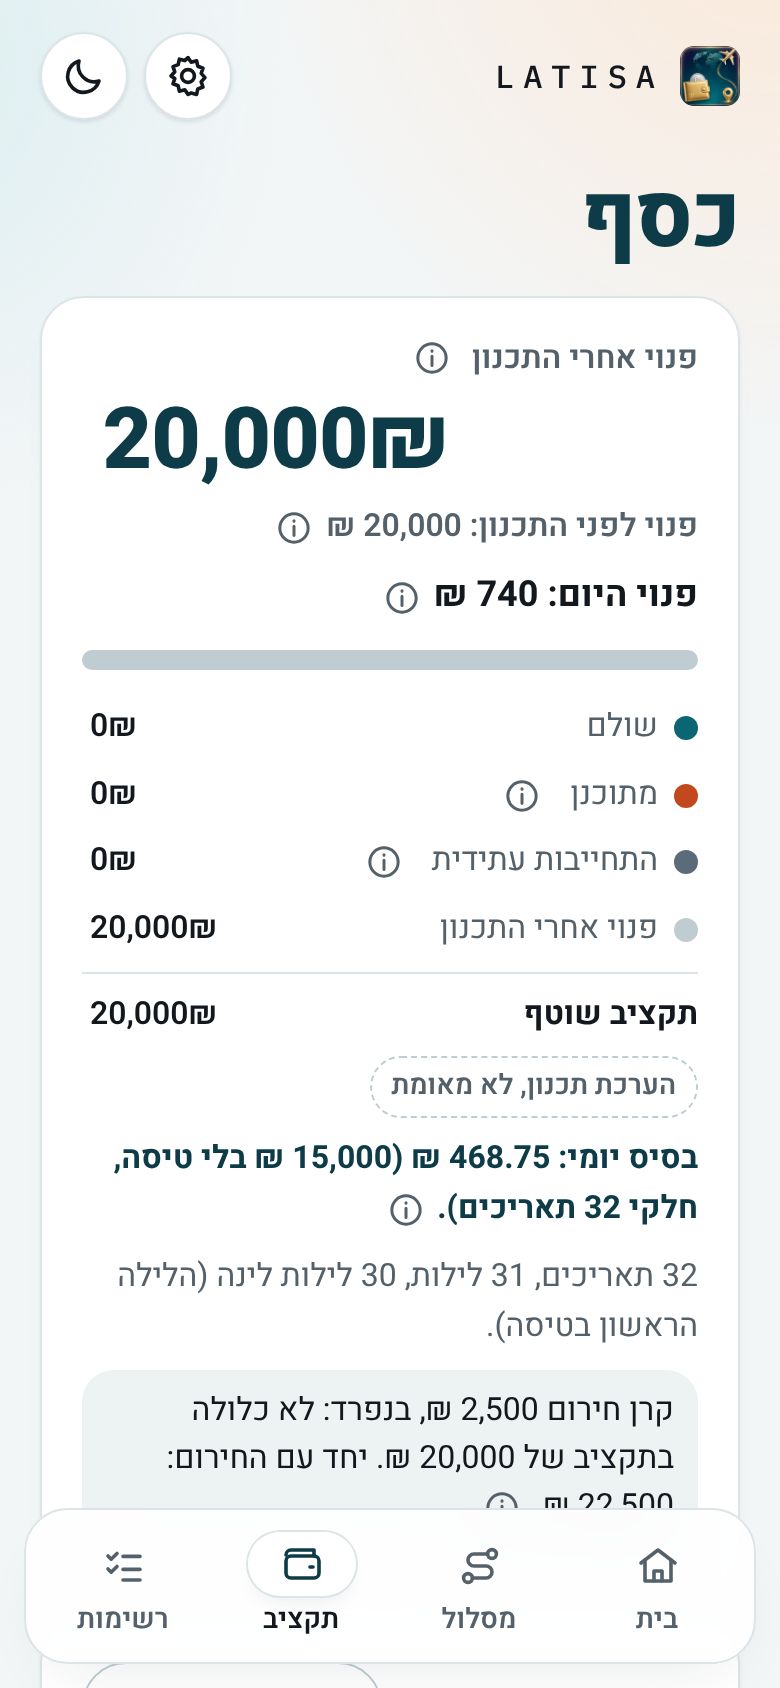 LATISA
כסף
פנוי אחרי התכנון
20,000₪
פנוי לפני התכנון: 20,000 ₪
פנוי היום: 740 ₪
שולם 0₪
מתוכנן 0₪
התחייבות עתידית 0₪
פנוי אחרי התכנון 20,000₪
תקציב שוטף 20,000₪
הערכת תכנון, לא מאומת
בסיס יומי: 468.75 ₪ (15,000 ₪ בלי טיסה,
חלקי 32 תאריכים).
32 תאריכים, 31 לילות, 30 לילות לינה (הלילה
הראשון בטיסה).
קרן חירום 2,500 ₪, בנפרד: לא כלולה
בתקציב של 20,000 ₪. יחד עם החירום:
22,500 ₪
בית
מסלול
תקציב
רשימות